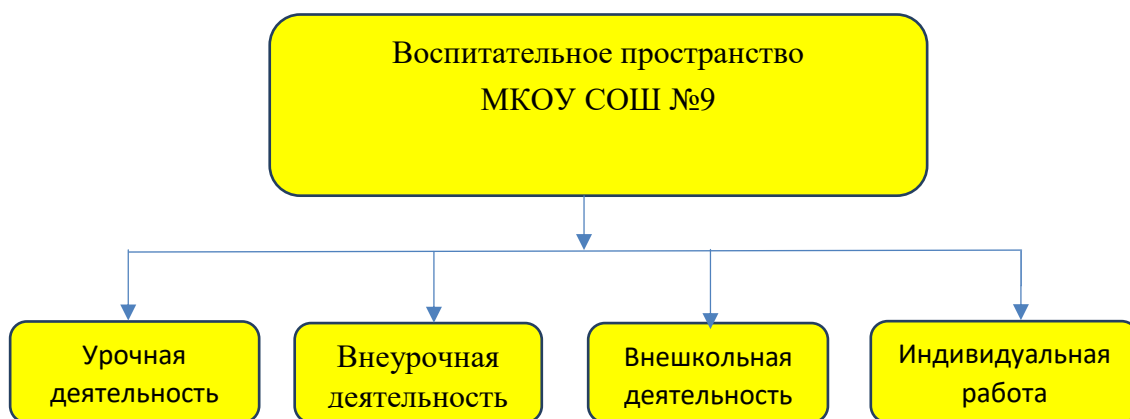 Воспитательное пространство
МКОУ СОШ №9
Урочная
деятельность
Внеурочная
деятельность
Внешкольная
деятельность
Индивидуальная
работа